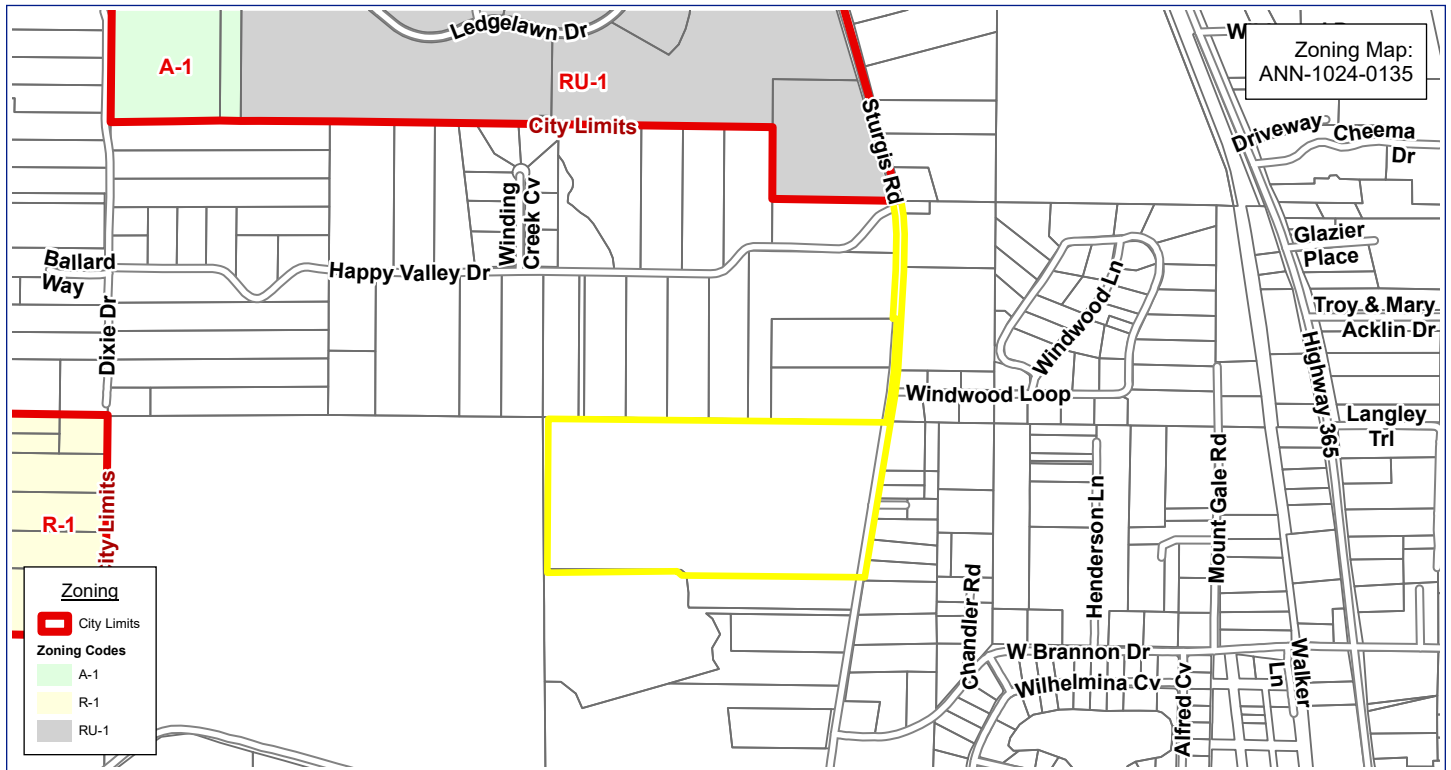 Ledgelawn Dr
Zoning Map:
ANN-1024-0135
A-1
RU-1
City Limits
Sturgis Rd
Driveway
Cheema
Dr
Winding
Creek Cv
Glazier
Place
Ballard
Way
Happy Valley Dr
Dixie Dr
Windwood Ln
Troy & Mary
Acklin Dr
Highway 365
Windwood Loop
Langley
Trl
City Limits
R-1
Mount Gale Rd
Henderson Ln
Chandler Rd
W Brannon Dr
Wilhelmina Cv
Alfred Cv
Walker
Ln
Zoning
City Limits
Zoning Codes
A-1
R-1
RU-1